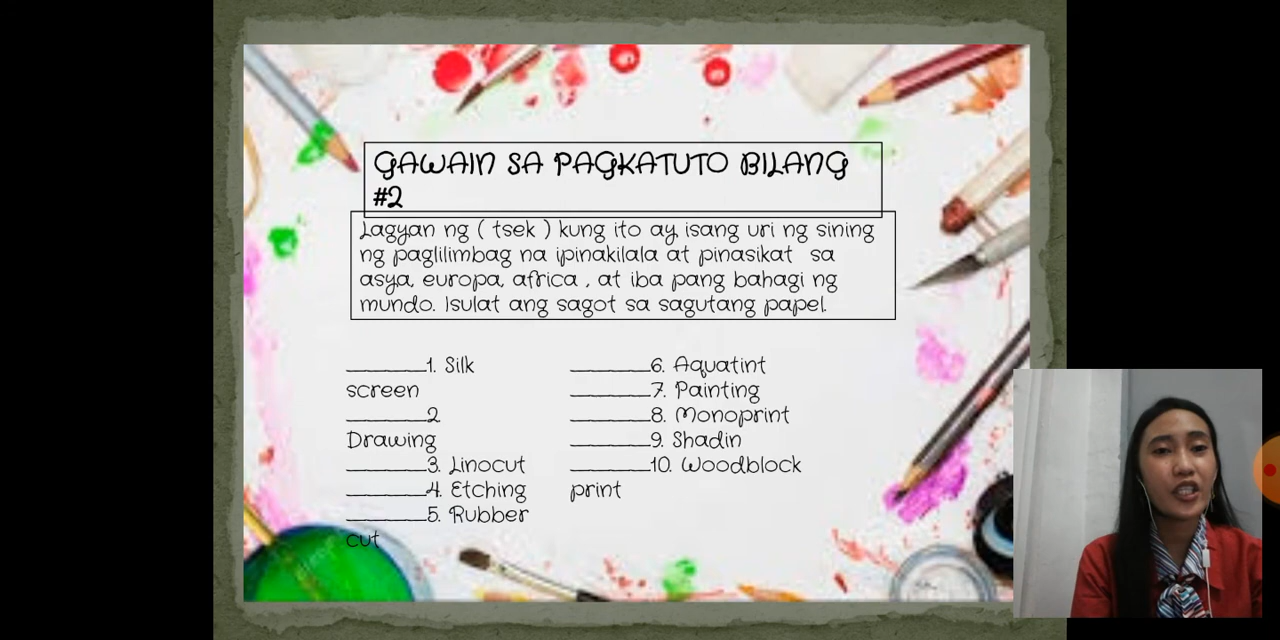 GAWAIN SA PAGKATUTO BILANG
#2
Lagyan ng ( tsek ) kung ito ay isang uri ng sining
ng paglilimbag na ipinakilala at pinasikat sa
asya, europa, africa , at iba pang bahagi ng
mundo. Isulat ang sagot sa sagutang papel.
________1. Silk
screen
________2.
Drawing
________3. Linocut
________4. Etching
________5. Rubber
cut
________6. Aquatint
________7. Painting
________8. Monoprint
________9. Shadin
________10. Woodblock
print